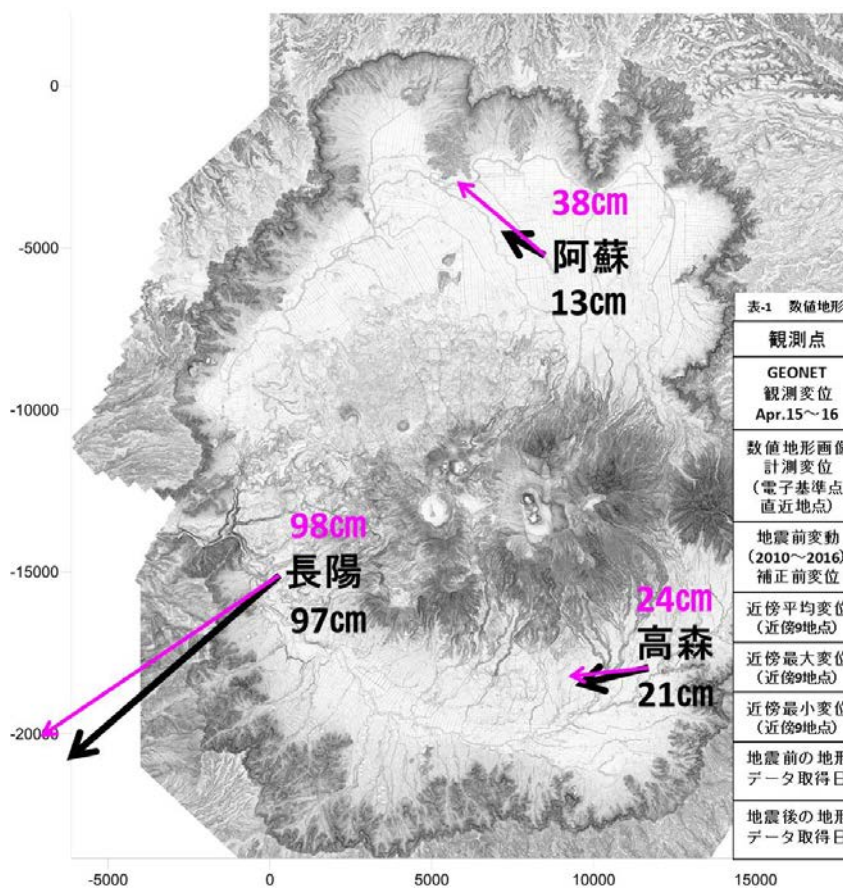 0
-5000
-10000
-15000
-20000
-5000
0
5000
10000
15000
38cm
阿蘇
13cm
98cm
長陽
97cm
24cm
高森
21cm
表-1 数値地形
観測点
GEONET
観測変位
Apr.15～16
数値地形画像
計測変位
(電子基準点
直近地点)
地震前変動
(2010～2016)
補正前変位
近傍平均変位
(近傍9地点)
近傍最大変位
(近傍9地点)
近傍最小変位
(近傍9地点)
地震前の地形
データ取得日
地震後の地形
データ取得日